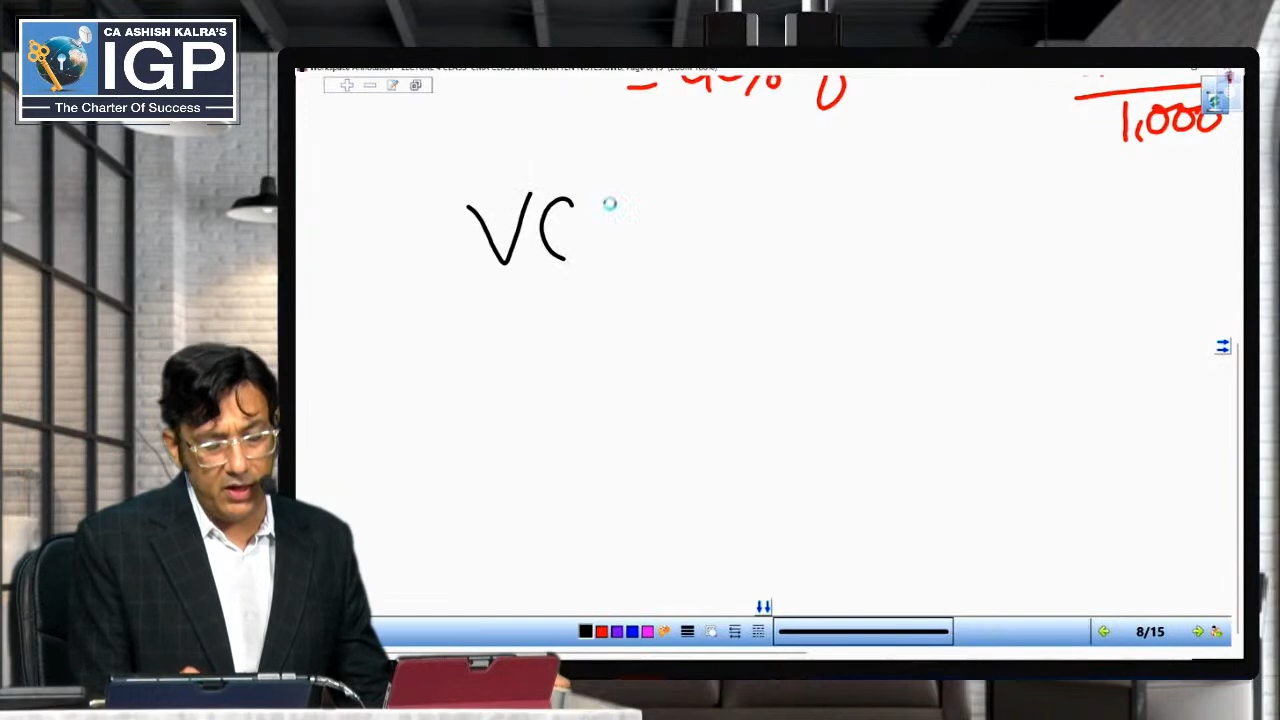 CA ASHISH KALRA'S
IGP
The Charter Of Success
1,000
VC
8/15